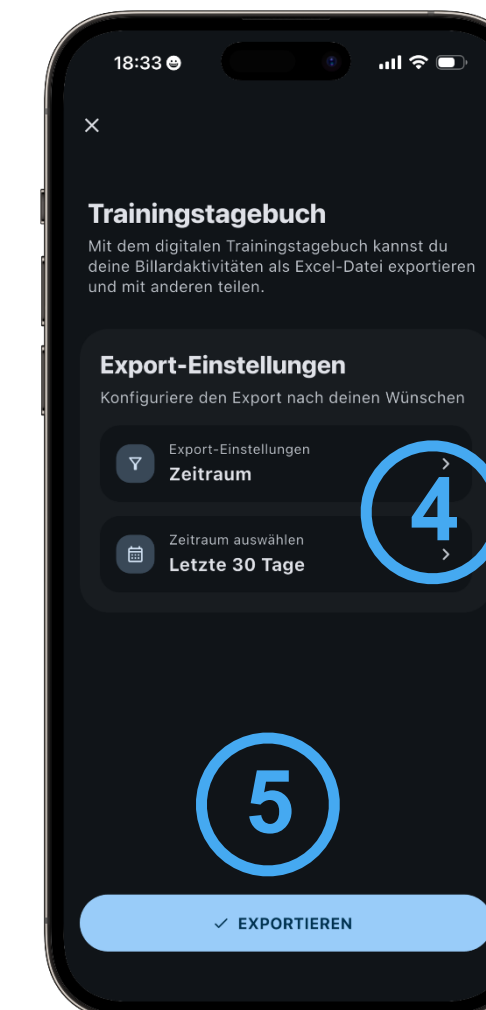 18:33
Trainingstagebuch
Mit dem digitalen Trainingstagebuch kannst du
deine Billardaktivitäten als Excel-Datei exportieren
und mit anderen teilen.
Export-Einstellungen
Konfiguriere den Export nach deinen Wünschen
Export-Einstellungen
Zeitraum
4
Zeitraum auswählen
Letzte 30 Tage
5
EXPORTIEREN